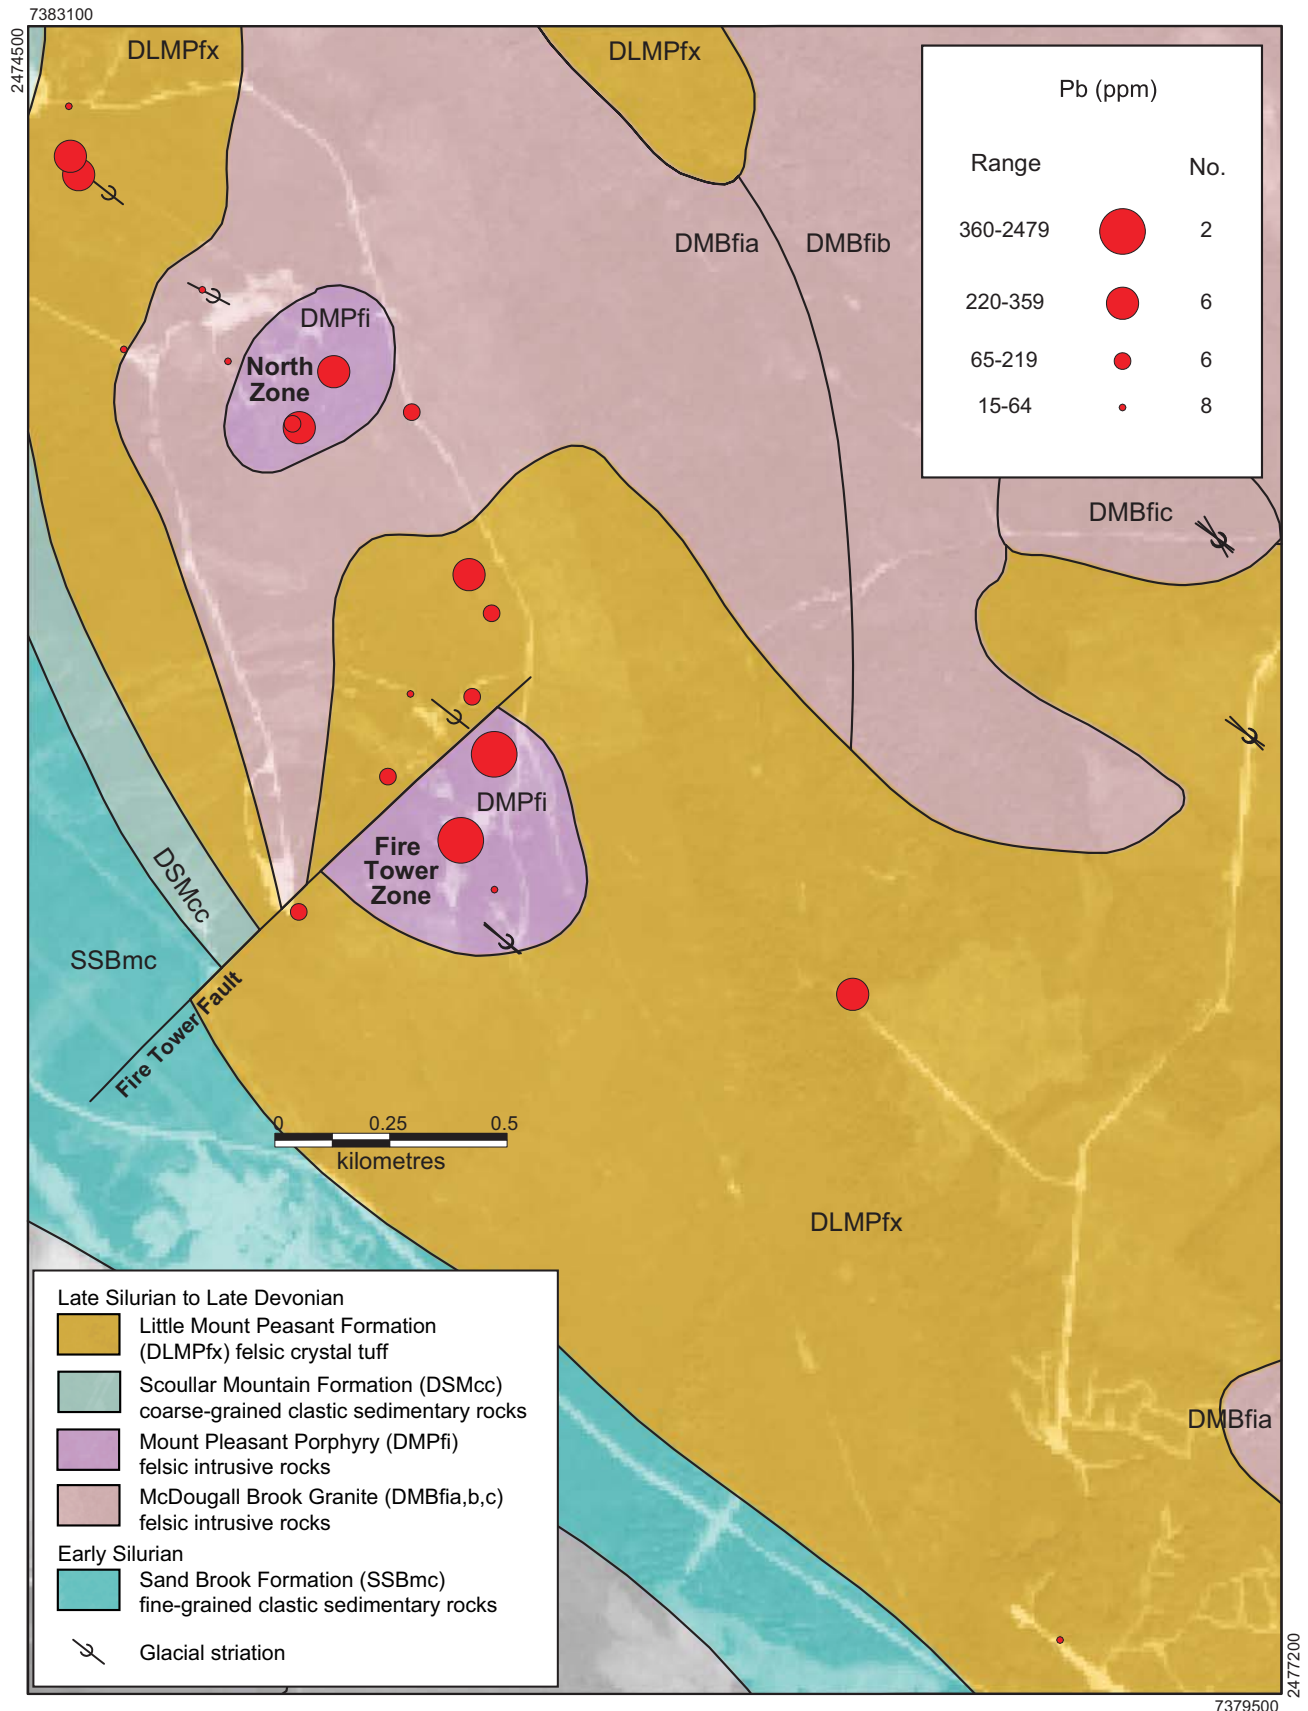 7383100
2474500
DLMPfx
DLMPfx
Pb (ppm)
Range
No.
360-2479
2
220-359
6
65-219
6
15-64
8
DMBfia
DMBfib
DMPfi
North
Zone
DMBfic
DMPfi
Fire
Tower
Zone
DSMcc
SSBmc
Fire Tower Fault
0
0.25
0.5
kilometres
DLMPfx
DMBfia
Late Silurian to Late Devonian
Little Mount Peasant Formation
(DLMPfx) felsic crystal tuff
Scoullar Mountain Formation (DSMcc)
coarse-grained clastic sedimentary rocks
Mount Pleasant Porphyry (DMPfi)
felsic intrusive rocks
McDougall Brook Granite (DMBfia,b,c)
felsic intrusive rocks
Early Silurian
Sand Brook Formation (SSBmc)
fine-grained clastic sedimentary rocks
Glacial striation
2477200
7379500